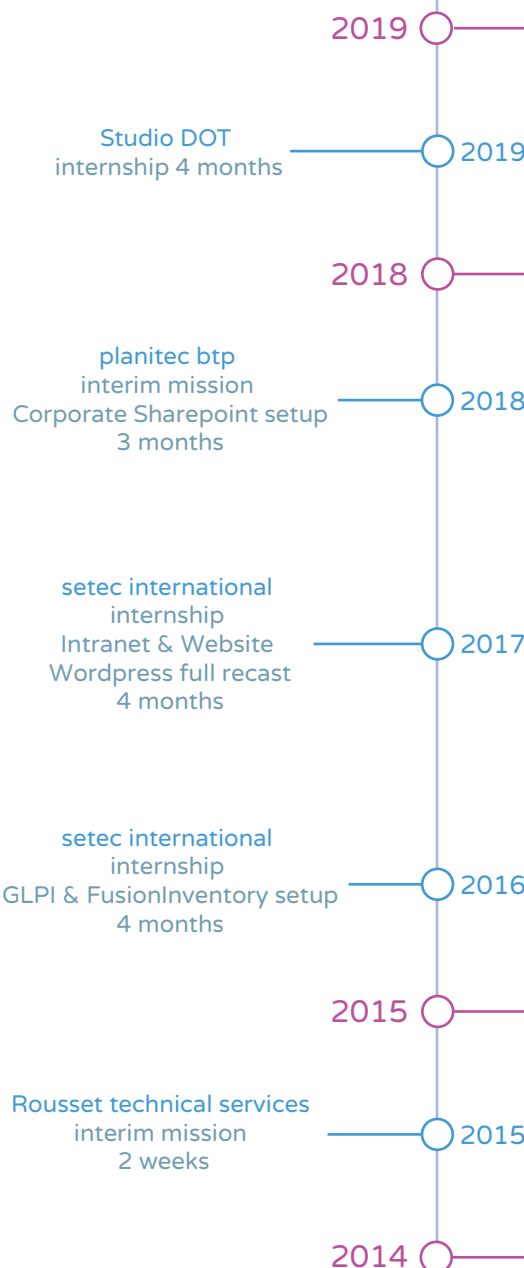 2019
Studio DOT
internship 4 months
2019
2018
planitec btp
interim mission
Corporate Sharepoint setup
3 months
2018
setec international
internship
Intranet & Website
Wordpress full recast
4 months
2017
setec international
internship
GLPI & FusionInventory setup
4 months
2016
2015
Rousset technical services
interim mission
2 weeks
2015
2014